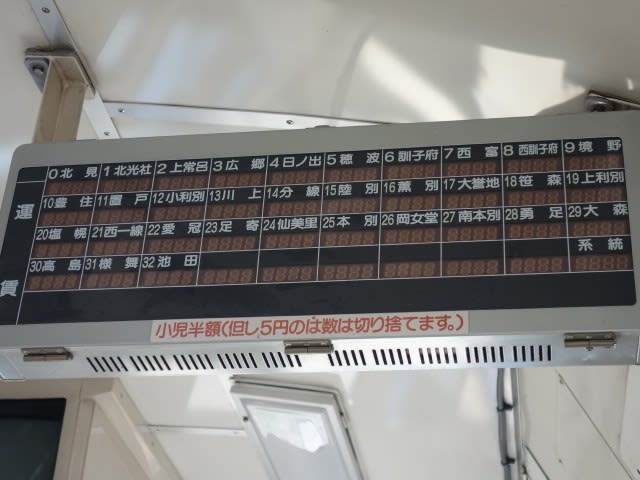 運賃
0北見 1北光社 2上常呂 3広郷 4日ノ出 5穂波 6訓子府 7西富 8西訓子府 9境野
10豊住 11置戸 12小利別 13川上 14分線 15陸別 16薫別 17大誉地 18笹森 19上利別
20塩幌 21西一線 22愛冠 23足寄 24仙美里 25本別 26岡女堂 27南本別 28勇足 29大森
30高島 31様舞 32池田 系統
小児半額(但し､5円のは数は切り捨てます｡)